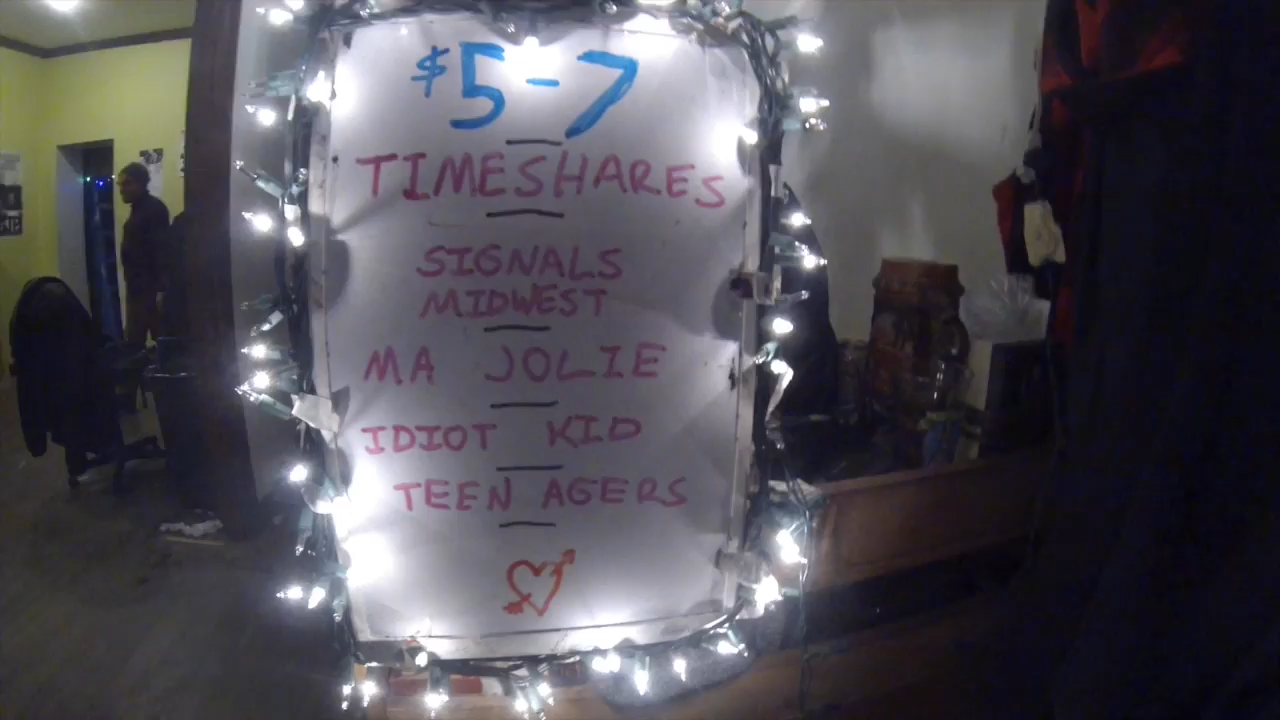 $5-7
TIMESHARES
SIGNALS
MIDWEST
MA JOLIE
IDIOT KID
TEEN AGERS